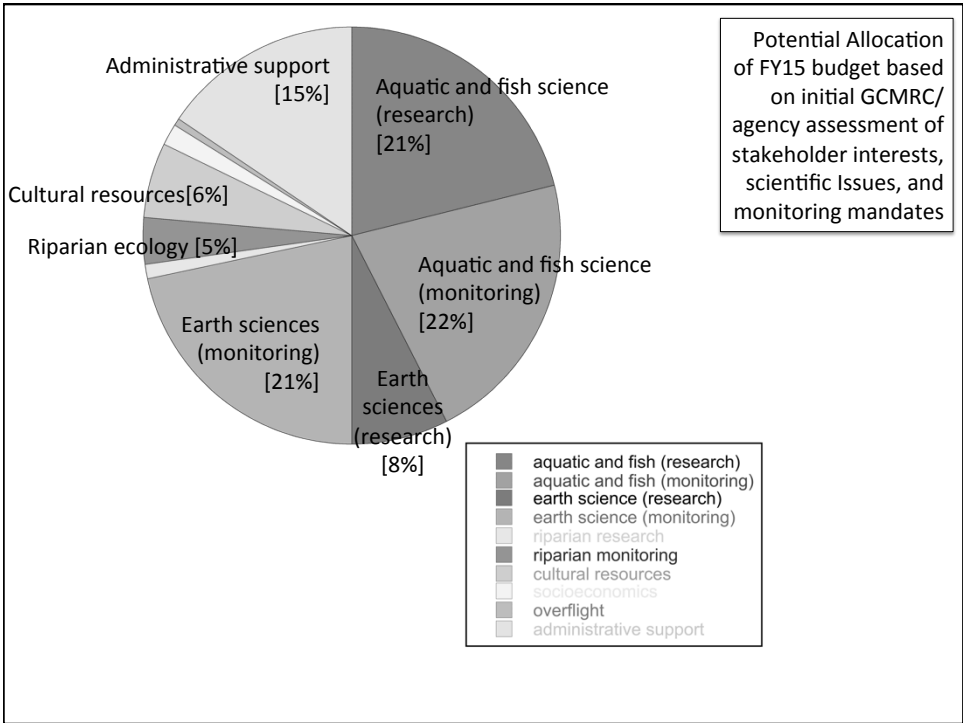 Potential Allocation
of FY15 budget based
on initial GCMRC/
agency assessment of
stakeholder interests,
scientific Issues, and
monitoring mandates
Administrative support
[15%]
Aquatic and fish science
(research)
[21%]
Cultural resources[6%]
Riparian ecology [5%]
Aquatic and fish science
(monitoring)
[22%]
Earth sciences
(monitoring)
[21%]
Earth
sciences
(research)
[8%]
aquatic and fish (research)
aquatic and fish (monitoring)
earth science (research)
earth science (monitoring)
riparian research
riparian monitoring
cultural resources
socioeconomics
overflight
administrative support